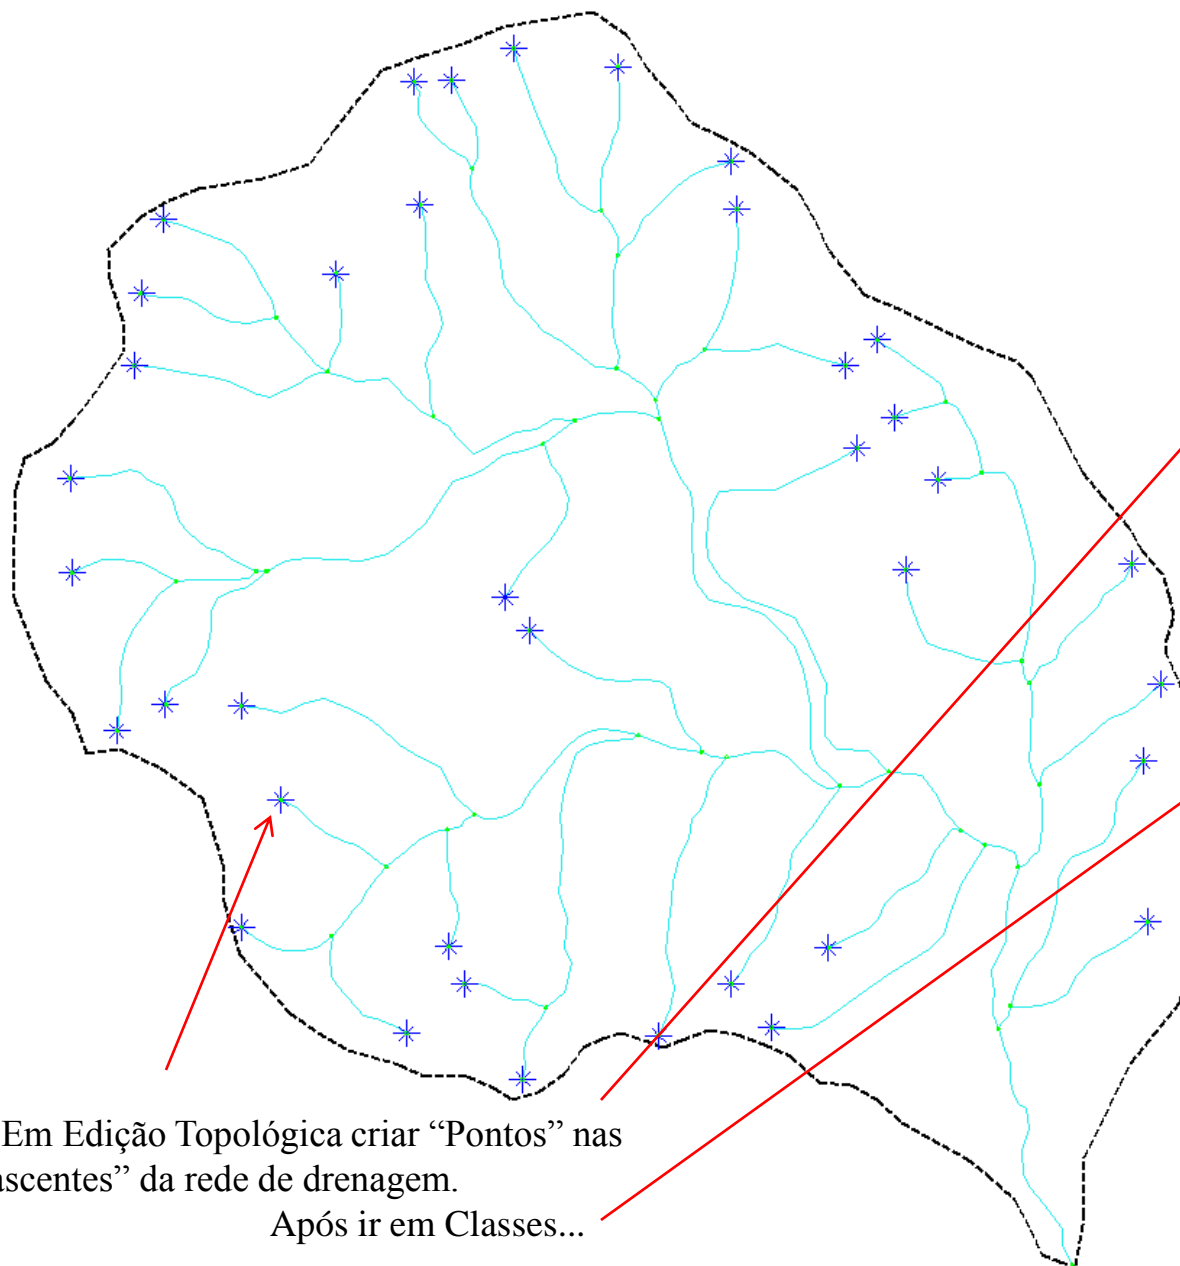 Em Edição Topológica criar “Pontos” nas
ascentes” da rede de drenagem.
Após ir em Classes...